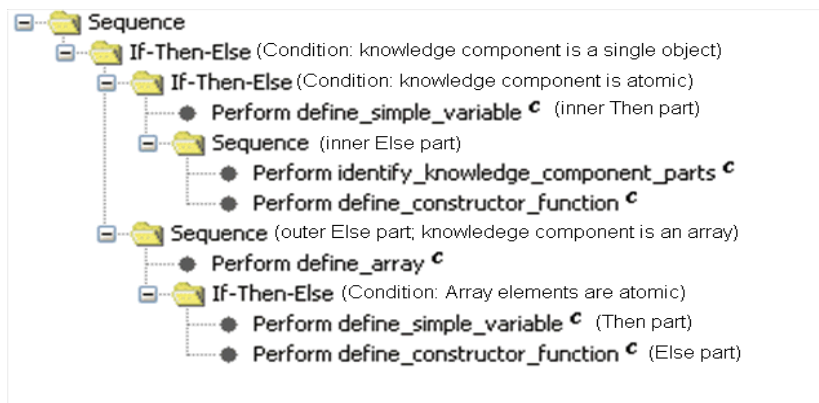 Sequence
If-Then-Else (Condition: knowledge component is a single object)
If-Then-Else (Condition: knowledge component is atomic)
Perform define_simple_variable c (inner Then part)
Sequence (inner Else part)
Perform identify_knowledge_component_parts c
Perform define_constructor_function c
Sequence (outer Else part; knowledege component is an array)
Perform define_array c
If-Then-Else (Condition: Array elements are atomic)
Perform define_simple_variable c (Then part)
Perform define_constructor_function c (Else part)